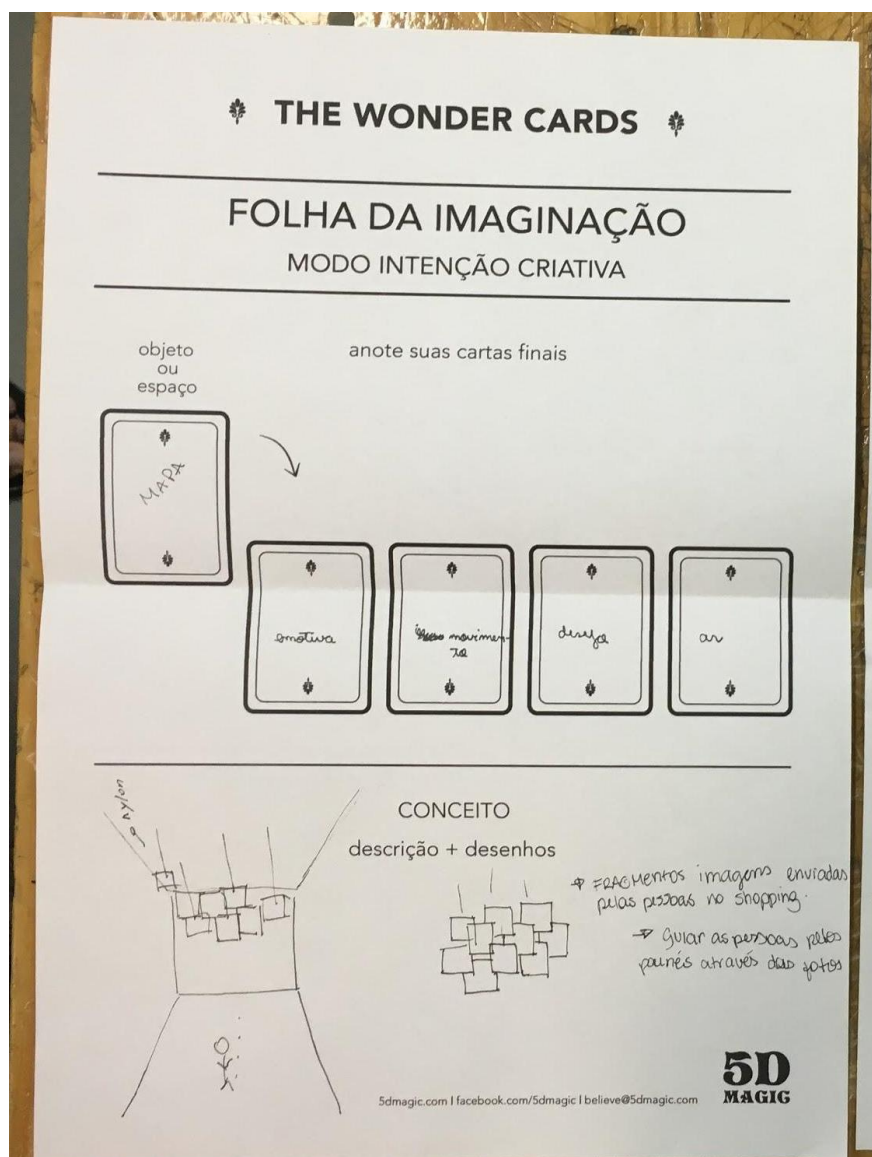 THE WONDER CARDS
FOLHA DA IMAGINAÇÃO
MODO INTENÇÃO CRIATIVA
objeto
ou
espaço
anote suas cartas finais
MAPA
emotiva
movimen-
to
desejo
ar
nylon
CONCEITO
descrição + desenhos
→ FRAGMENTOS imagens enviadas
pelas pessoas no shopping.
→ Guiar as pessoas pelos
painés através das fotos
5D
MAGIC
5dmagic.com I facebook.com/5dmagic I believe@5dmagic.com